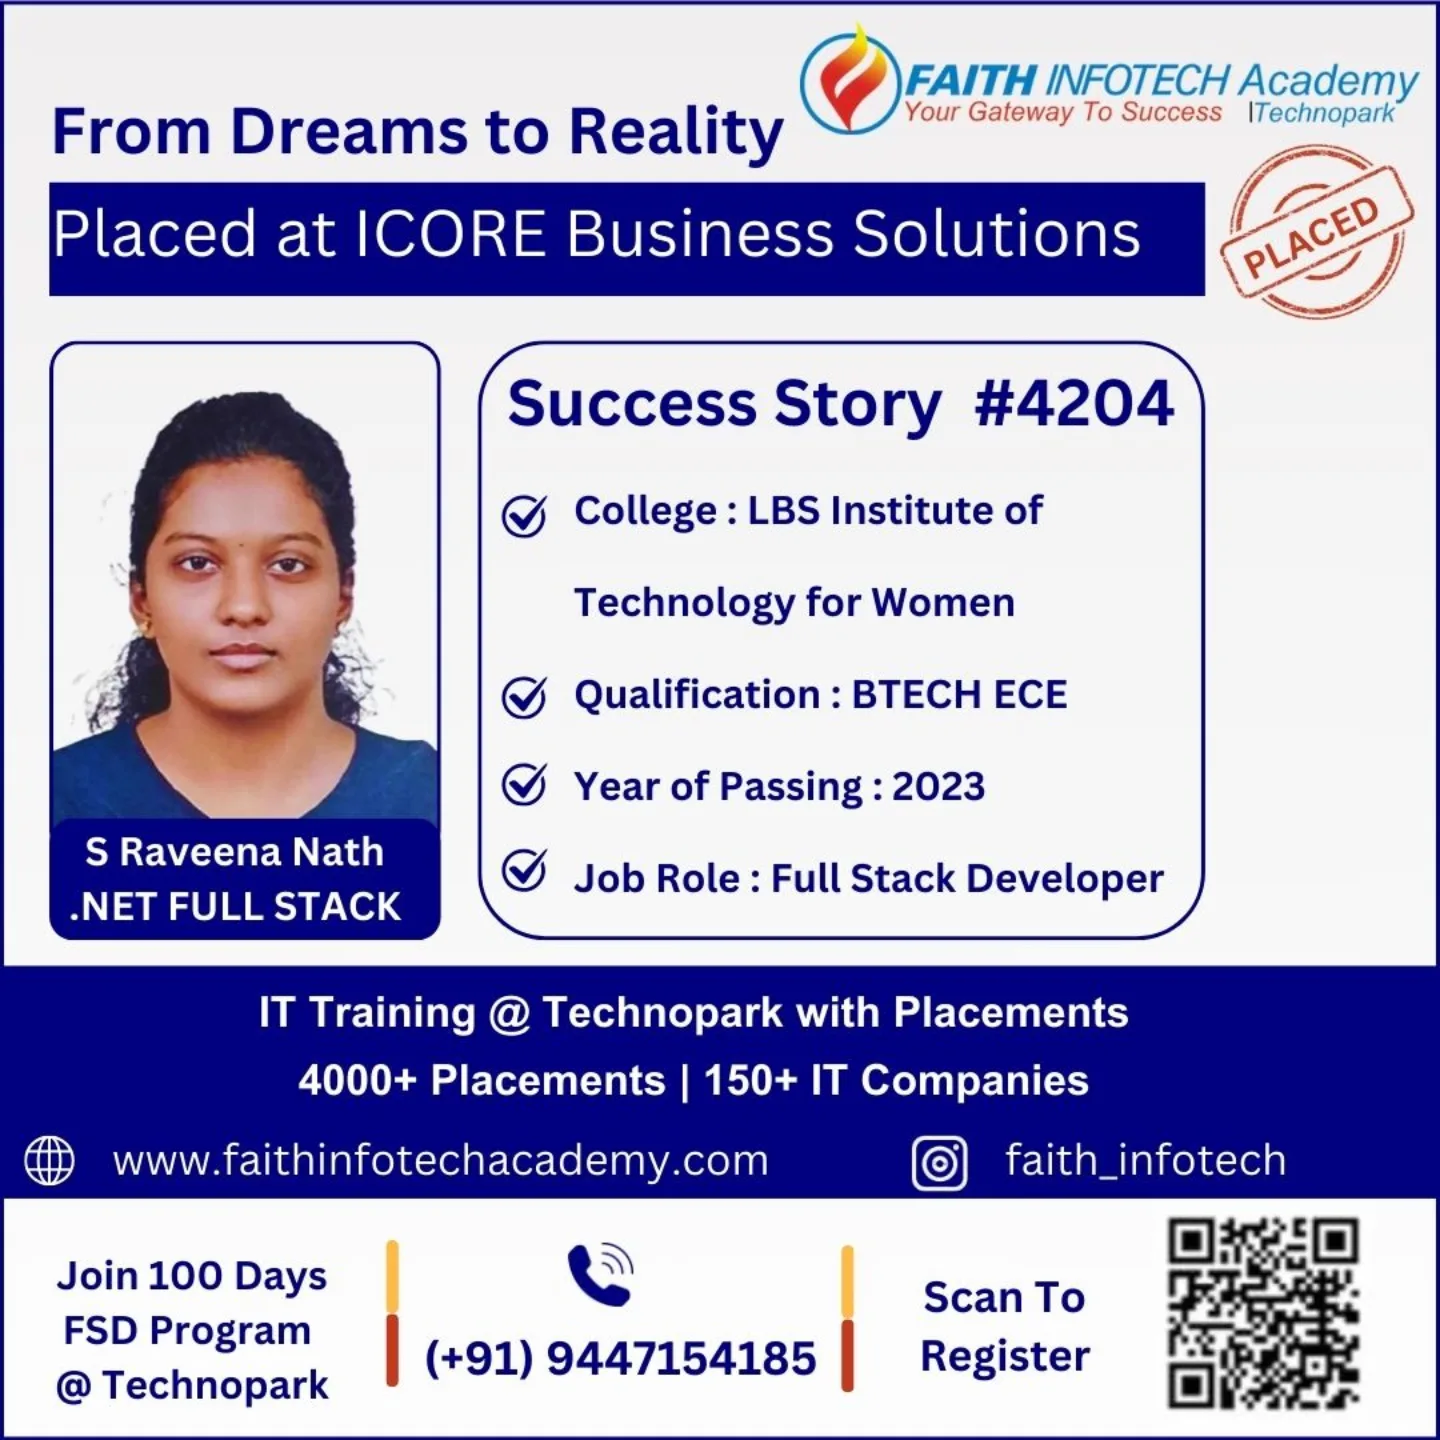 FAITH INFOTECH Academy
Your Gateway To Success |Technopark
From Dreams to Reality
Placed at ICORE Business Solutions
PLACED
Success Story #4204
College : LBS Institute of
Technology for Women
Qualification : BTECH ECE
Year of Passing : 2023
Job Role : Full Stack Developer
S Raveena Nath
.NET FULL STACK
IT Training @ Technopark with Placements
4000+ Placements | 150+ IT Companies
www.faithinfotechacademy.com
faith_infotech
Join 100 Days
FSD Program
@ Technopark
(+91) 9447154185
Scan To
Register